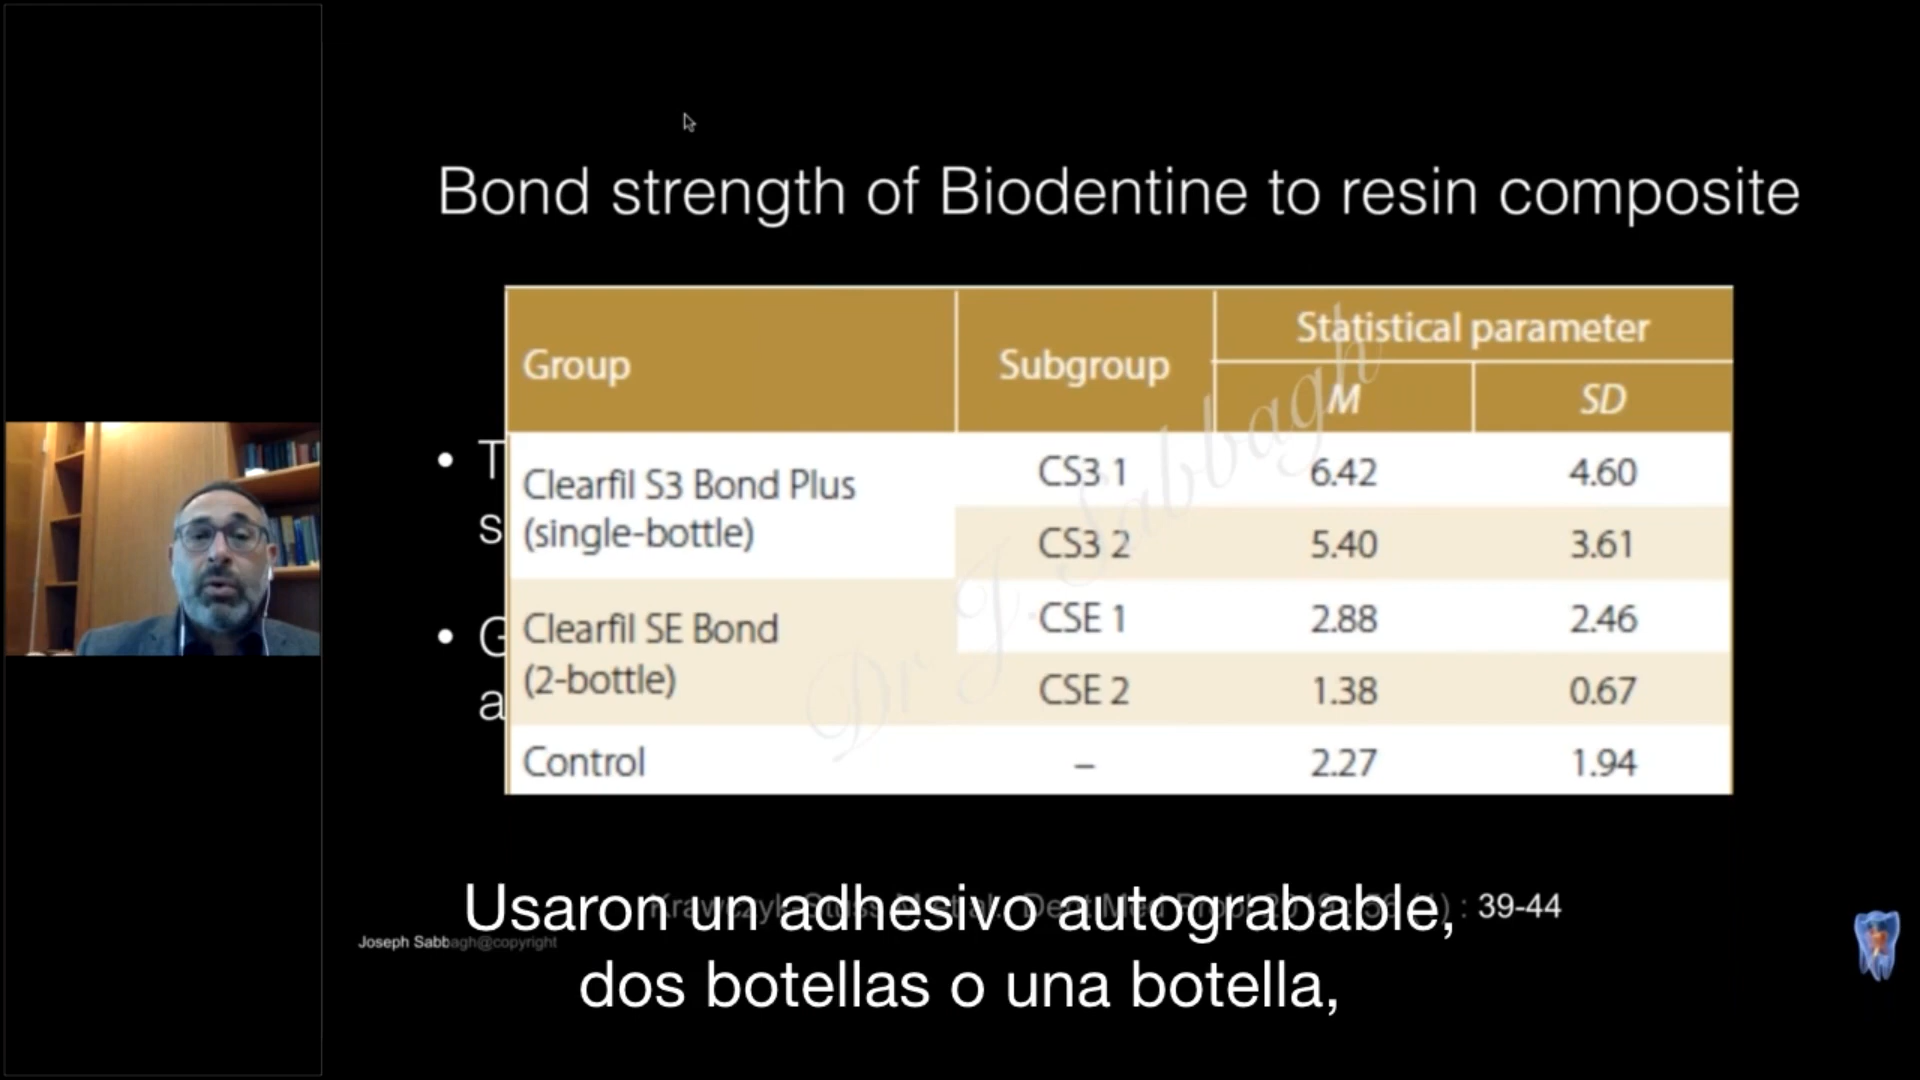 Bond strength of Biodentine to resin composite
Group Subgroup Statistical parameter
M SD
Clearfil S3 Bond Plus
(single-bottle)
CS3 1 6.42 4.60
CS3 2 5.40 3.61
Clearfil SE Bond
(2-bottle)
CSE 1 2.88 2.46
CSE 2 1.38 0.67
Control – 2.27 1.94
• T
s
• G
a
Dr J. Sabbagh
: 39-44
Joseph Sabbagh@copyright
Usaron un adhesivo autograbable,
dos botellas o una botella,